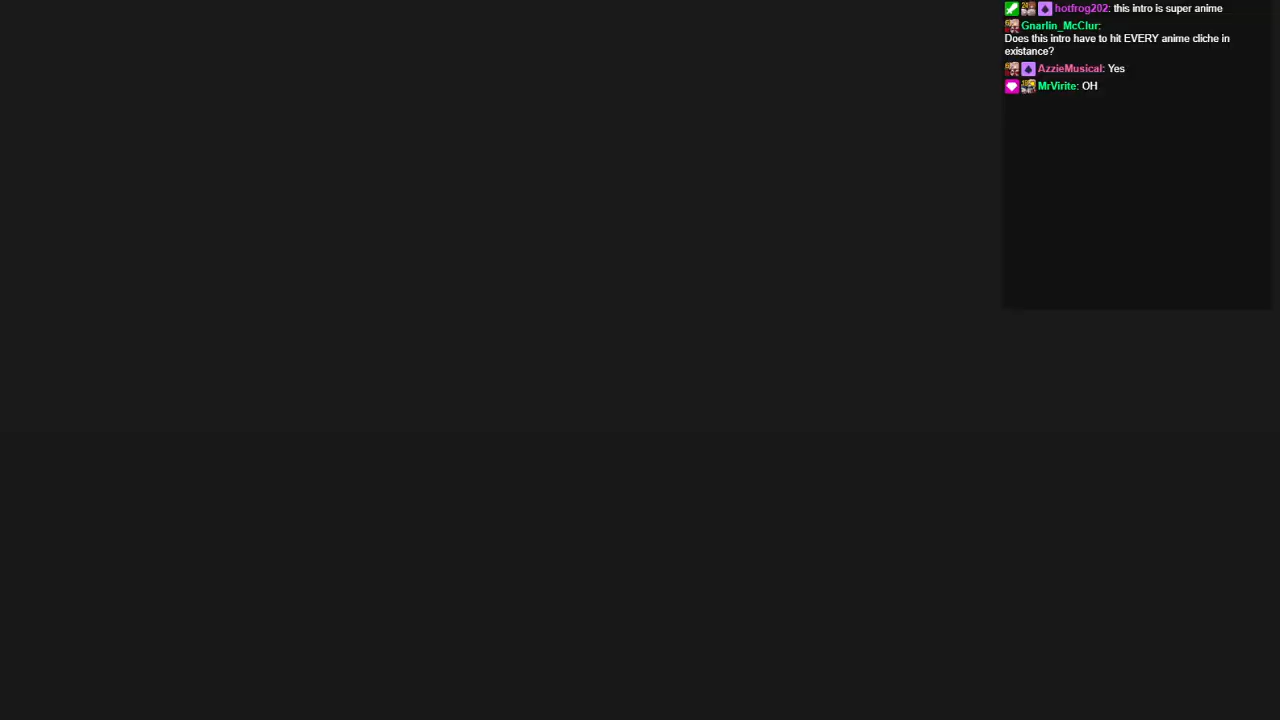 hotfrog202: this intro is super anime
Gnarlin_McClur:
Does this intro have to hit EVERY anime cliche in
existance?
AzzieMusical: Yes
MrVirite: OH